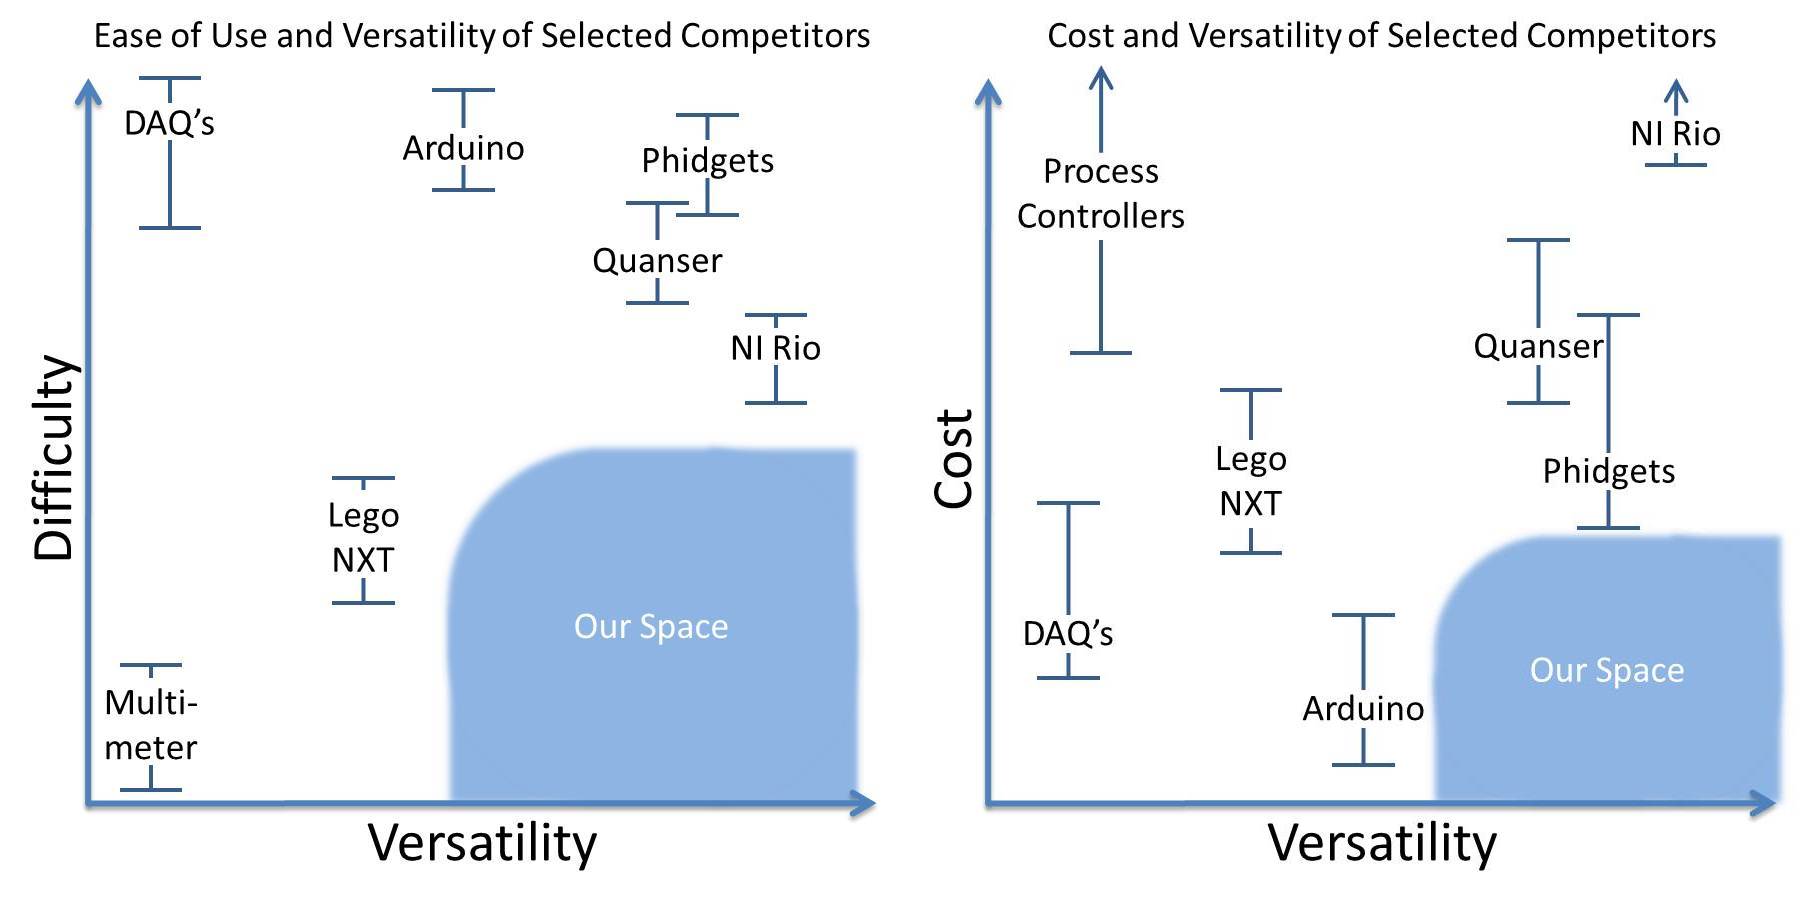 Ease of Use and Versatility of Selected Competitors
DAQ's
Arduino
Phidgets
Quanser
NI Rio
Lego
NXT
Multi-
meter
Our Space
Difficulty
Versatility
Cost and Versatility of Selected Competitors
NI Rio
Process
Controllers
Quanser
Lego
NXT
Phidgets
DAQ's
Arduino
Our Space
Cost
Versatility